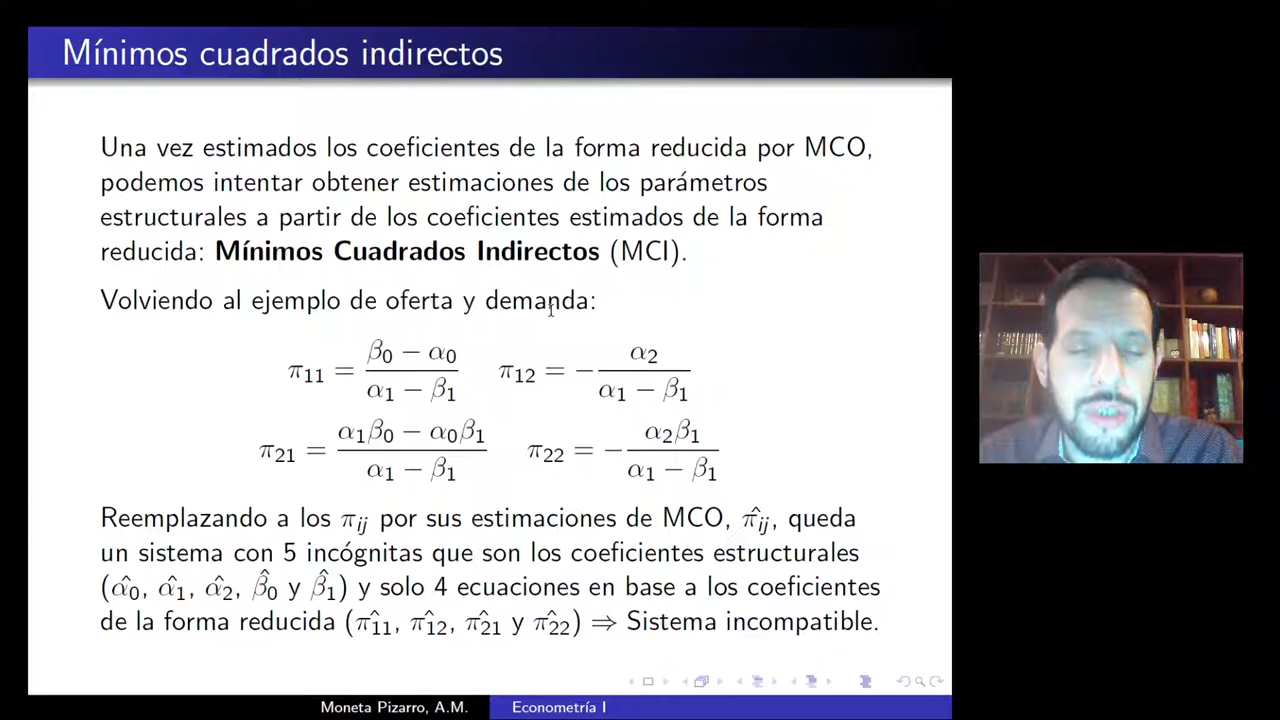 Mínimos cuadrados indirectos
Una vez estimados los coeficientes de la forma reducida por MCO,
podemos intentar obtener estimaciones de los parámetros
estructurales a partir de los coeficientes estimados de la forma
reducida: Mínimos Cuadrados Indirectos (MCI).
Volviendo al ejemplo de oferta y demanda:
π₁₁ = (β₀ − α₀)/(α₁ − β₁) π₁₂ = −α₂/(α₁ − β₁)
π₂₁ = (α₁β₀ − α₀β₁)/(α₁ − β₁) π₂₂ = −α₂β₁/(α₁ − β₁)
Reemplazando a los πᵢⱼ por sus estimaciones de MCO, π̂ᵢⱼ, queda
un sistema con 5 incógnitas que son los coeficientes estructurales
(α̂₀, α̂₁, α̂₂, β̂₀ y β̂₁) y solo 4 ecuaciones en base a los coeficientes
de la forma reducida (π̂₁₁, π̂₁₂, π̂₂₁ y π̂₂₂) ⇒ Sistema incompatible.
Moneta Pizarro, A.M. Econometría I